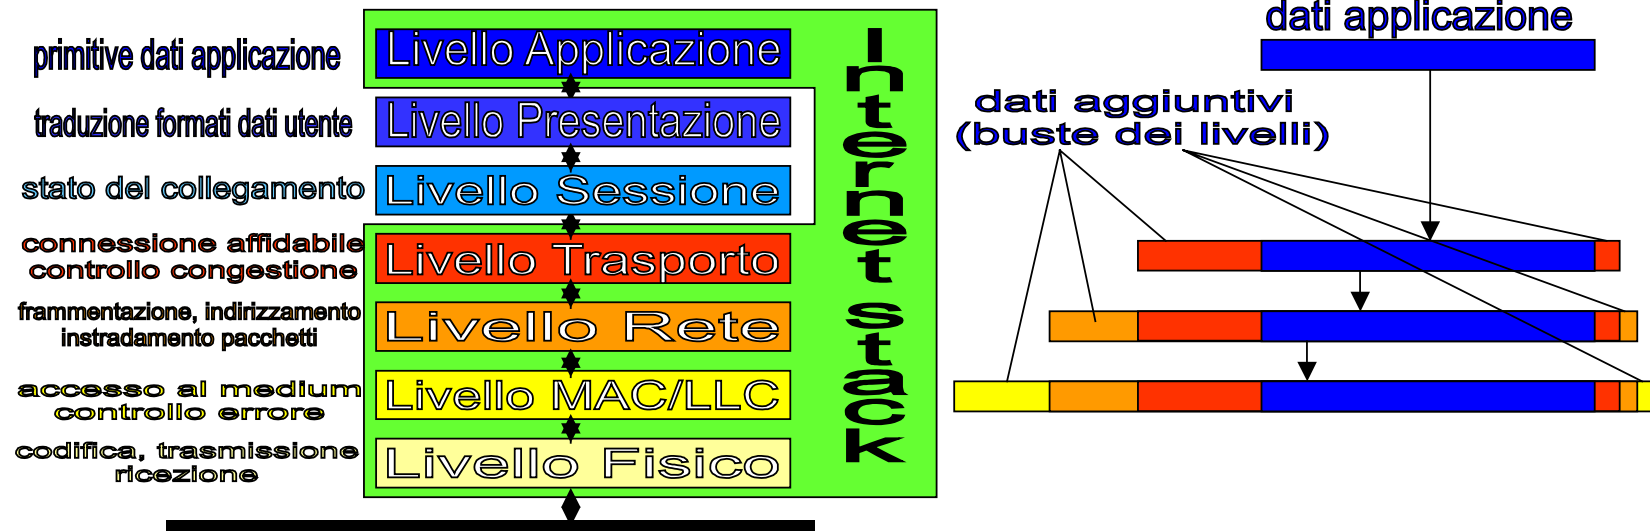 primitive dati applicazione
Livello Applicazione
traduzione formati dati utente
Livello Presentazione
stato del collegamento
Livello Sessione
connessione affidabile
controllo congestione
Livello Trasporto
frammentazione, indirizzamento
instradamento pacchetti
Livello Rete
accesso al medium
controllo errore
Livello MAC/LLC
codifica, trasmissione
ricezione
Livello Fisico
Internet stack
dati applicazione
dati aggiuntivi
(buste dei livelli)